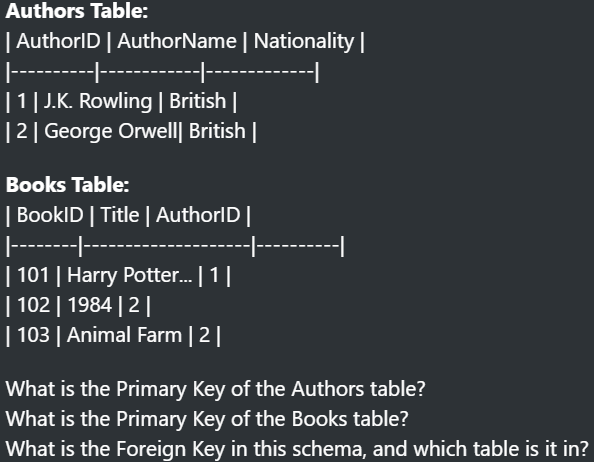 Authors Table:
| AuthorID | AuthorName | Nationality |
|----------|------------|-------------|
| 1 | J.K. Rowling | British |
| 2 | George Orwell| British |
Books Table:
| BookID | Title | AuthorID |
|--------|--------------------|----------|
| 101 | Harry Potter... | 1 |
| 102 | 1984 | 2 |
| 103 | Animal Farm | 2 |
What is the Primary Key of the Authors table?
What is the Primary Key of the Books table?
What is the Foreign Key in this schema, and which table is it in?